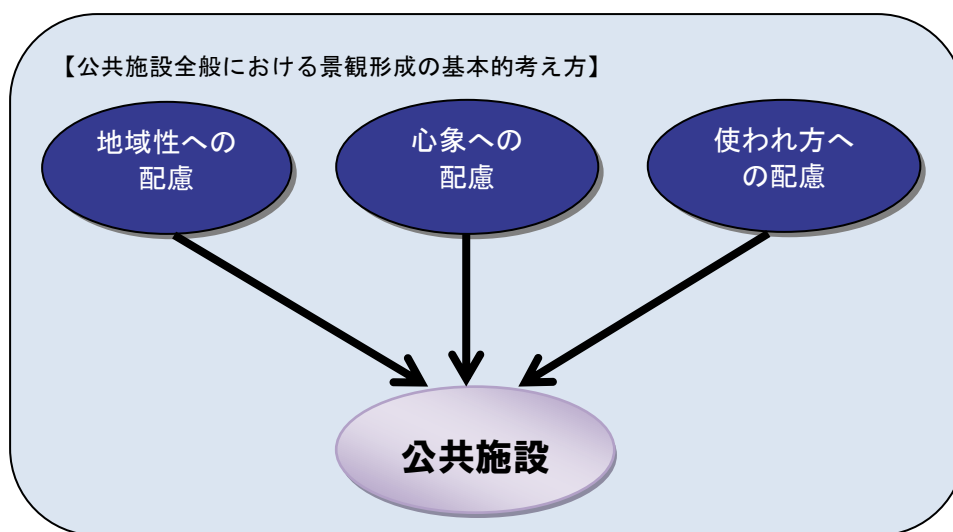 【公共施設全般における景観形成の基本的考え方】
地域性への
配慮
心象への
配慮
使われ方へ
の配慮
公共施設